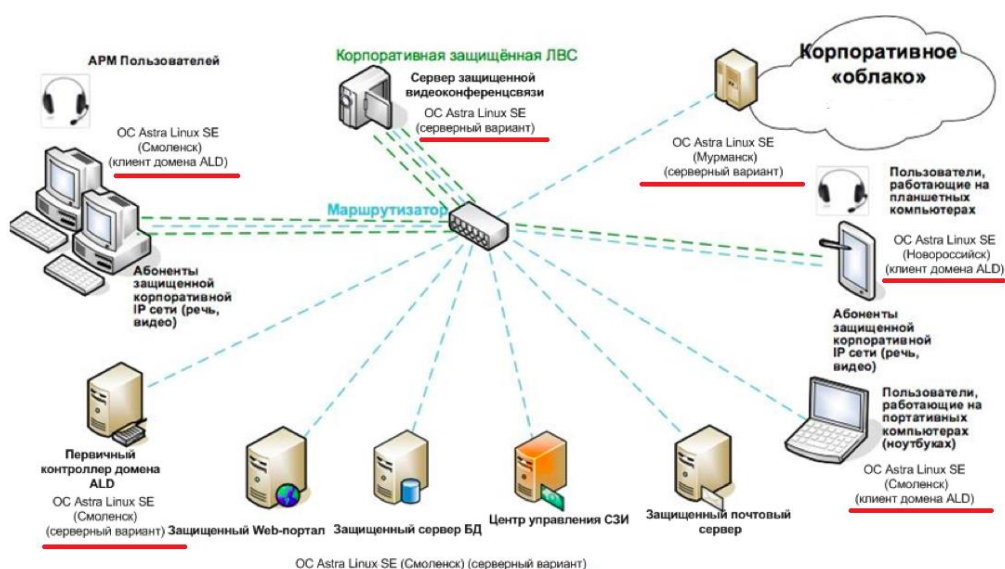 АРМ Пользователей
ОС Astra Linux SE
(Смоленск)
(клиент домена ALD)
Абоненты
защищенной
корпоративной
IP сети (речь,
видео)
Корпоративная защищённая ЛВС
Сервер защищенной
видеоконференцсвязи
ОС Astra Linux SE
(серверный вариант)
Маршрутизатор
Корпоративное
«облако»
ОС Astra Linux SE
(Мурманск)
(серверный вариант)
Пользователи,
работающие на
планшетных
компьютерах
ОС Astra Linux SE
(Новороссийск)
(клиент домена ALD)
Абоненты
защищенной
корпоративной
IP сети (речь,
видео)
Пользователи,
работающие на
портативных
компьютерах
(ноутбуках)
ОС Astra Linux SE
(Смоленск)
(клиент домена ALD)
Первичный
контроллер домена
ALD
ОС Astra Linux SE
(Смоленск)
(серверный вариант)
Защищенный Web-портал
Защищенный сервер БД
Центр управления СЗИ
Защищенный почтовый
сервер
ОС Astra Linux SE (Смоленск) (серверный вариант)